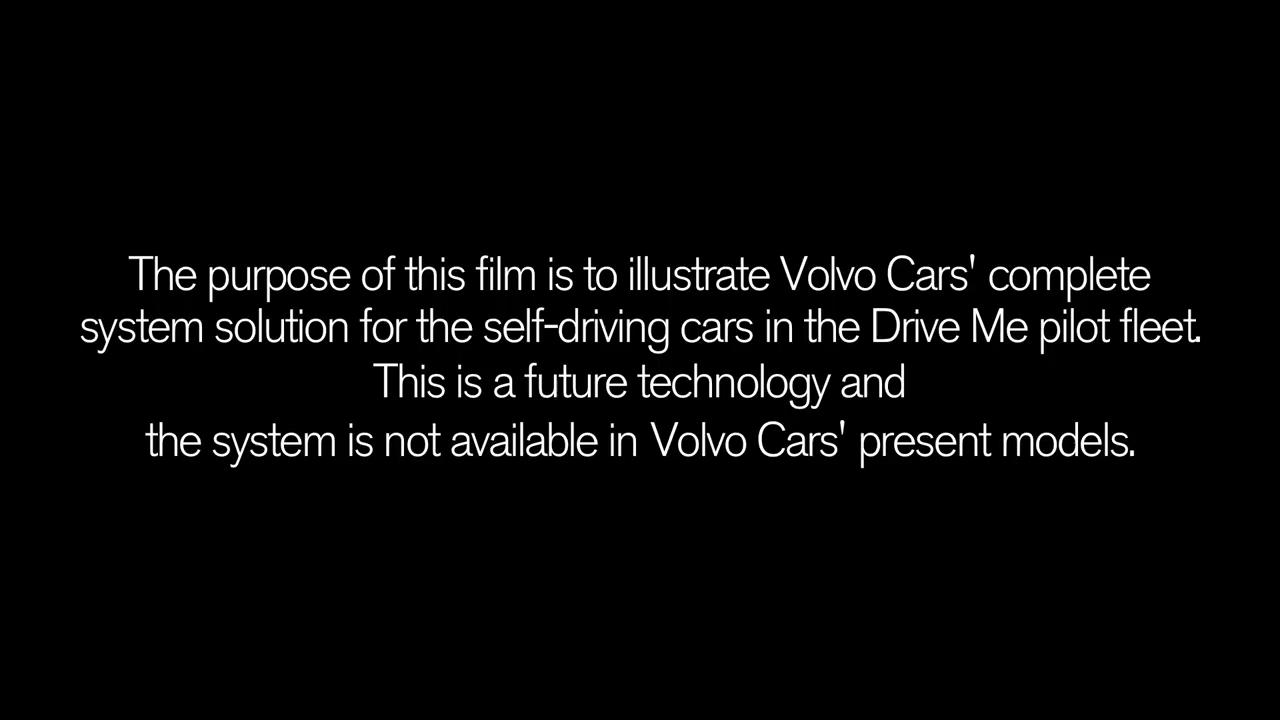 The purpose of this film is to illustrate Volvo Cars' complete
system solution for the self-driving cars in the Drive Me pilot fleet.
This is a future technology and
the system is not available in Volvo Cars' present models.